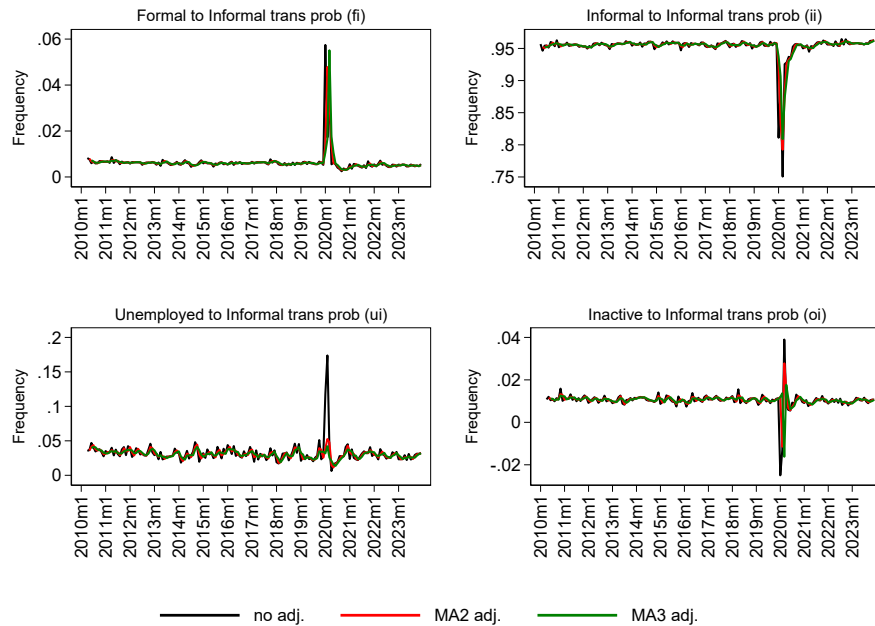 Formal to Informal trans prob (fi)
Frequency
.06
.04
.02
0
2010m1
2011m1
2012m1
2013m1
2014m1
2015m1
2016m1
2017m1
2018m1
2019m1
2020m1
2021m1
2022m1
2023m1
Informal to Informal trans prob (ii)
Frequency
.95
.9
.85
.8
.75
2010m1
2011m1
2012m1
2013m1
2014m1
2015m1
2016m1
2017m1
2018m1
2019m1
2020m1
2021m1
2022m1
2023m1
Unemployed to Informal trans prob (ui)
Frequency
.2
.15
.1
.05
0
2010m1
2011m1
2012m1
2013m1
2014m1
2015m1
2016m1
2017m1
2018m1
2019m1
2020m1
2021m1
2022m1
2023m1
Inactive to Informal trans prob (oi)
Frequency
.04
.02
0
-.02
2010m1
2011m1
2012m1
2013m1
2014m1
2015m1
2016m1
2017m1
2018m1
2019m1
2020m1
2021m1
2022m1
2023m1
no adj. MA2 adj. MA3 adj.